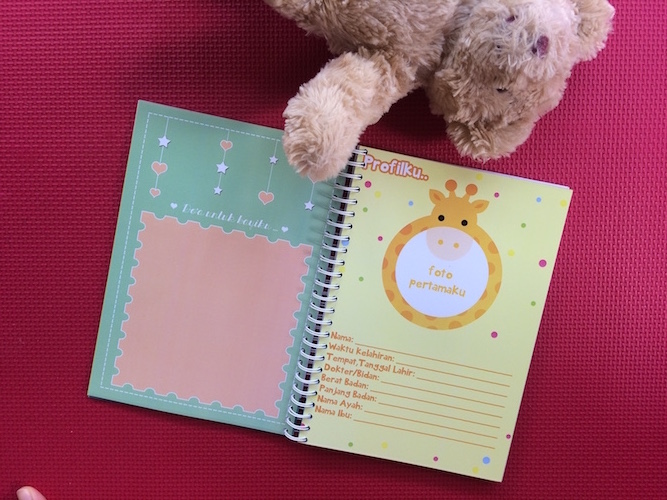 Doa untuk bayiku...
Profilku..
foto
pertamaku
Nama:
Waktu Kelahiran:
Tempat,Tanggal Lahir:
Dokter/Bidan:
Berat Badan:
Panjang Badan:
Nama Ayah:
Nama Ibu: